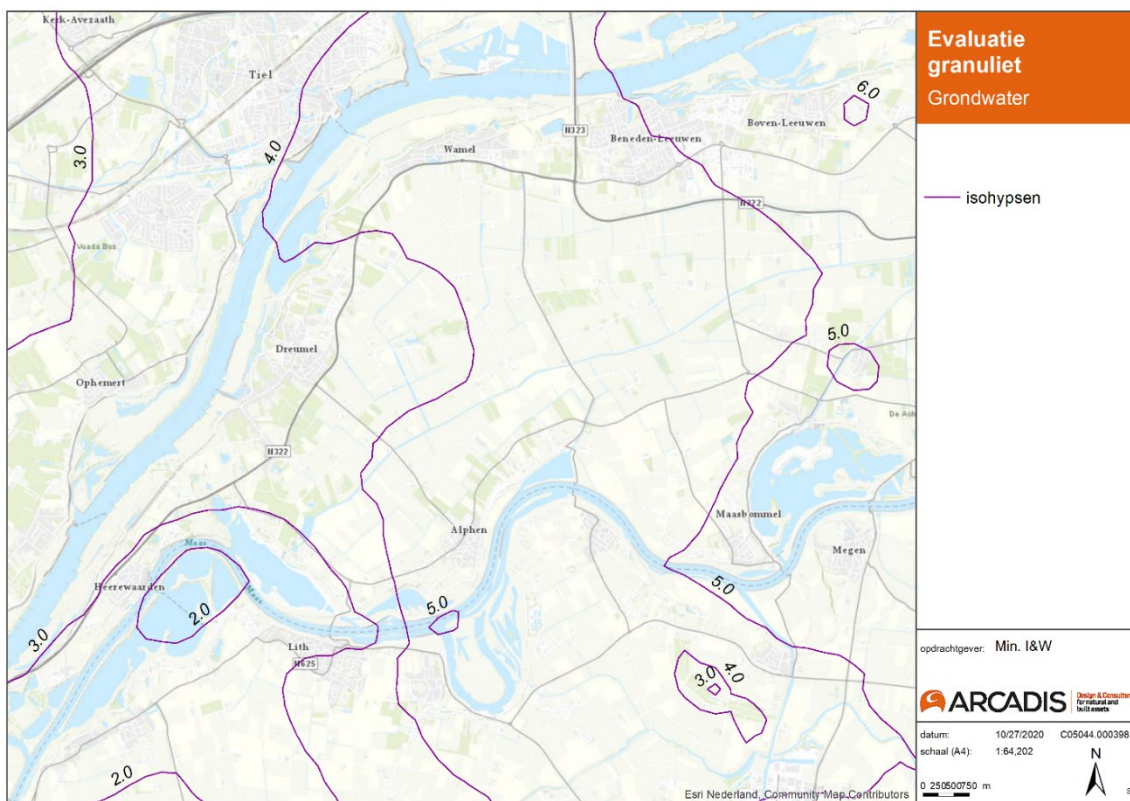 Kerk-Avezaath
Tiel
6.0
Boven-Leeuwen
N323
Beneden-Leeuwen
Wamel
3.0
4.0
N322
Dreumel
5.0
Ophemert
De Ach
N322
Maasbommel
Alphen
Maas
Megen
Heerewaarden
2.0
Maas
5.0
5.0
3.0
Lith
N625
4.0
3.0
2.0
Esri Nederland, Community Map Contributors
Evaluatie
granuliet
Grondwater
isohypsen
opdrachtgever: Min. I&W
ARCADIS
Design & Consultancy
for natural and
built assets
datum: 10/27/2020 C05044.000398
schaal (A4): 1:64,202
N
0 250500750 m